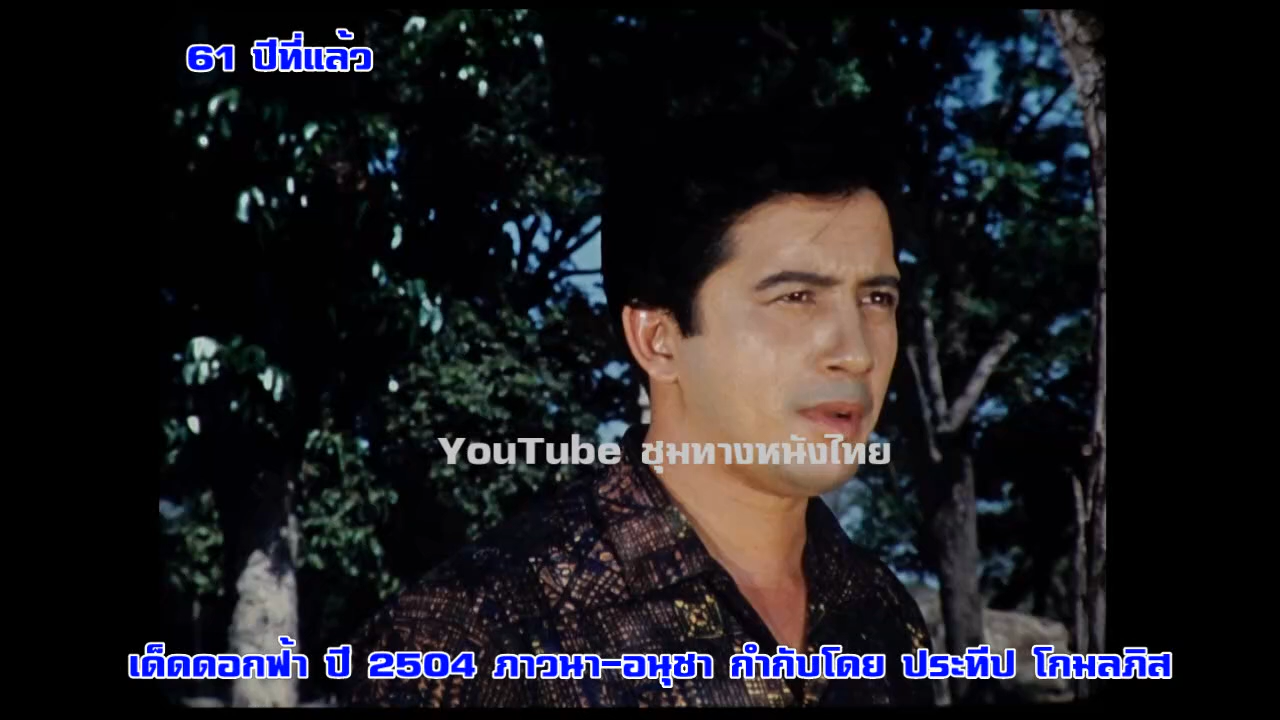 61 ปีที่แล้ว
YouTube ชุมทางหนังไทย
เด็ดดอกฟ้า ปี 2504 ภาวนา-อนุชา กำกับโดย ประทีป โกมลภิส